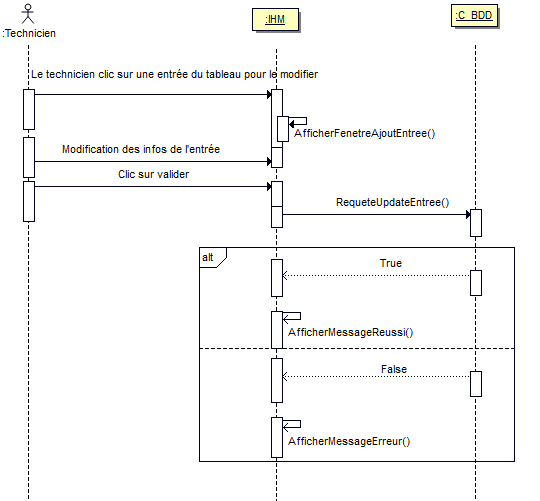 :Technicien
:IHM
:C_BDD
Le technicien clic sur une entrée du tableau pour le modifier
AfficherFenetreAjoutEntree()
Modification des infos de l'entrée
Clic sur valider
RequeteUpdateEntree()
alt
True
AfficherMessageReussi()
False
AfficherMessageErreur()